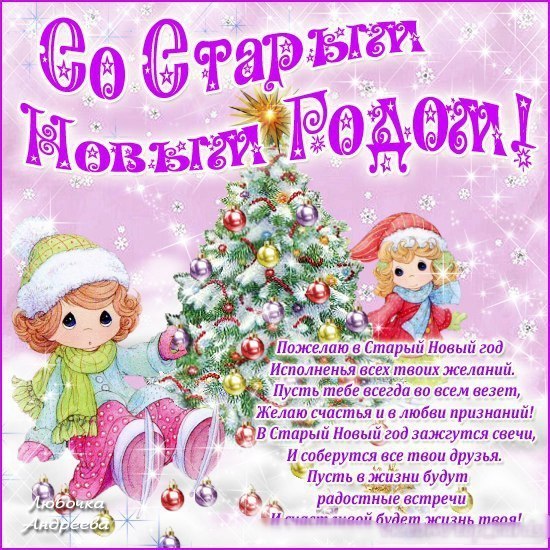 Со Старым
Новым Годом!
Пожелаю в Старый Новый год
Исполненья всех твоих желаний.
Пусть тебе всегда во всем везет,
Желаю счастья и в любви признаний!
В Старый Новый год зажгутся свечи,
И соберутся все твои друзья.
Пусть в жизни будут
радостные встречи
И счастливой будет жизнь твоя!
Любочка
Андреева